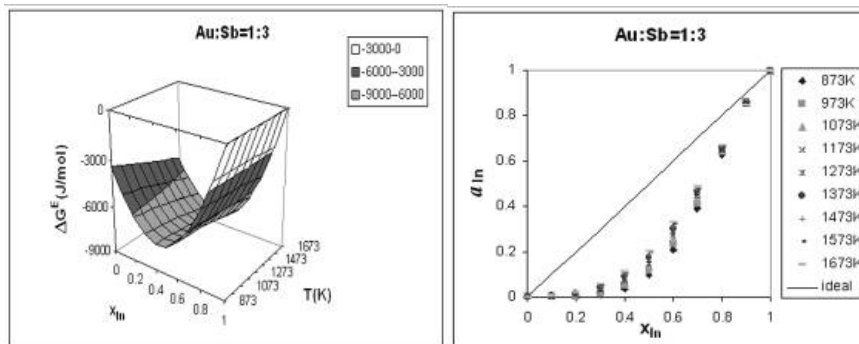 Au:Sb=1:3
-3000-0
-6000--3000
-9000--6000
0
-3000
-6000
-9000
ΔG^E (J/mol)
0
0.2
0.4
0.6
0.8
1
x_In
873
1073
1273
1473
1673
T(K)
Au:Sb=1:3
1
0.8
0.6
0.4
0.2
0
a_In
0
0.2
0.4
0.6
0.8
1
x_In
873K
973K
1073K
1173K
1273K
1373K
1473K
1573K
1673K
ideal